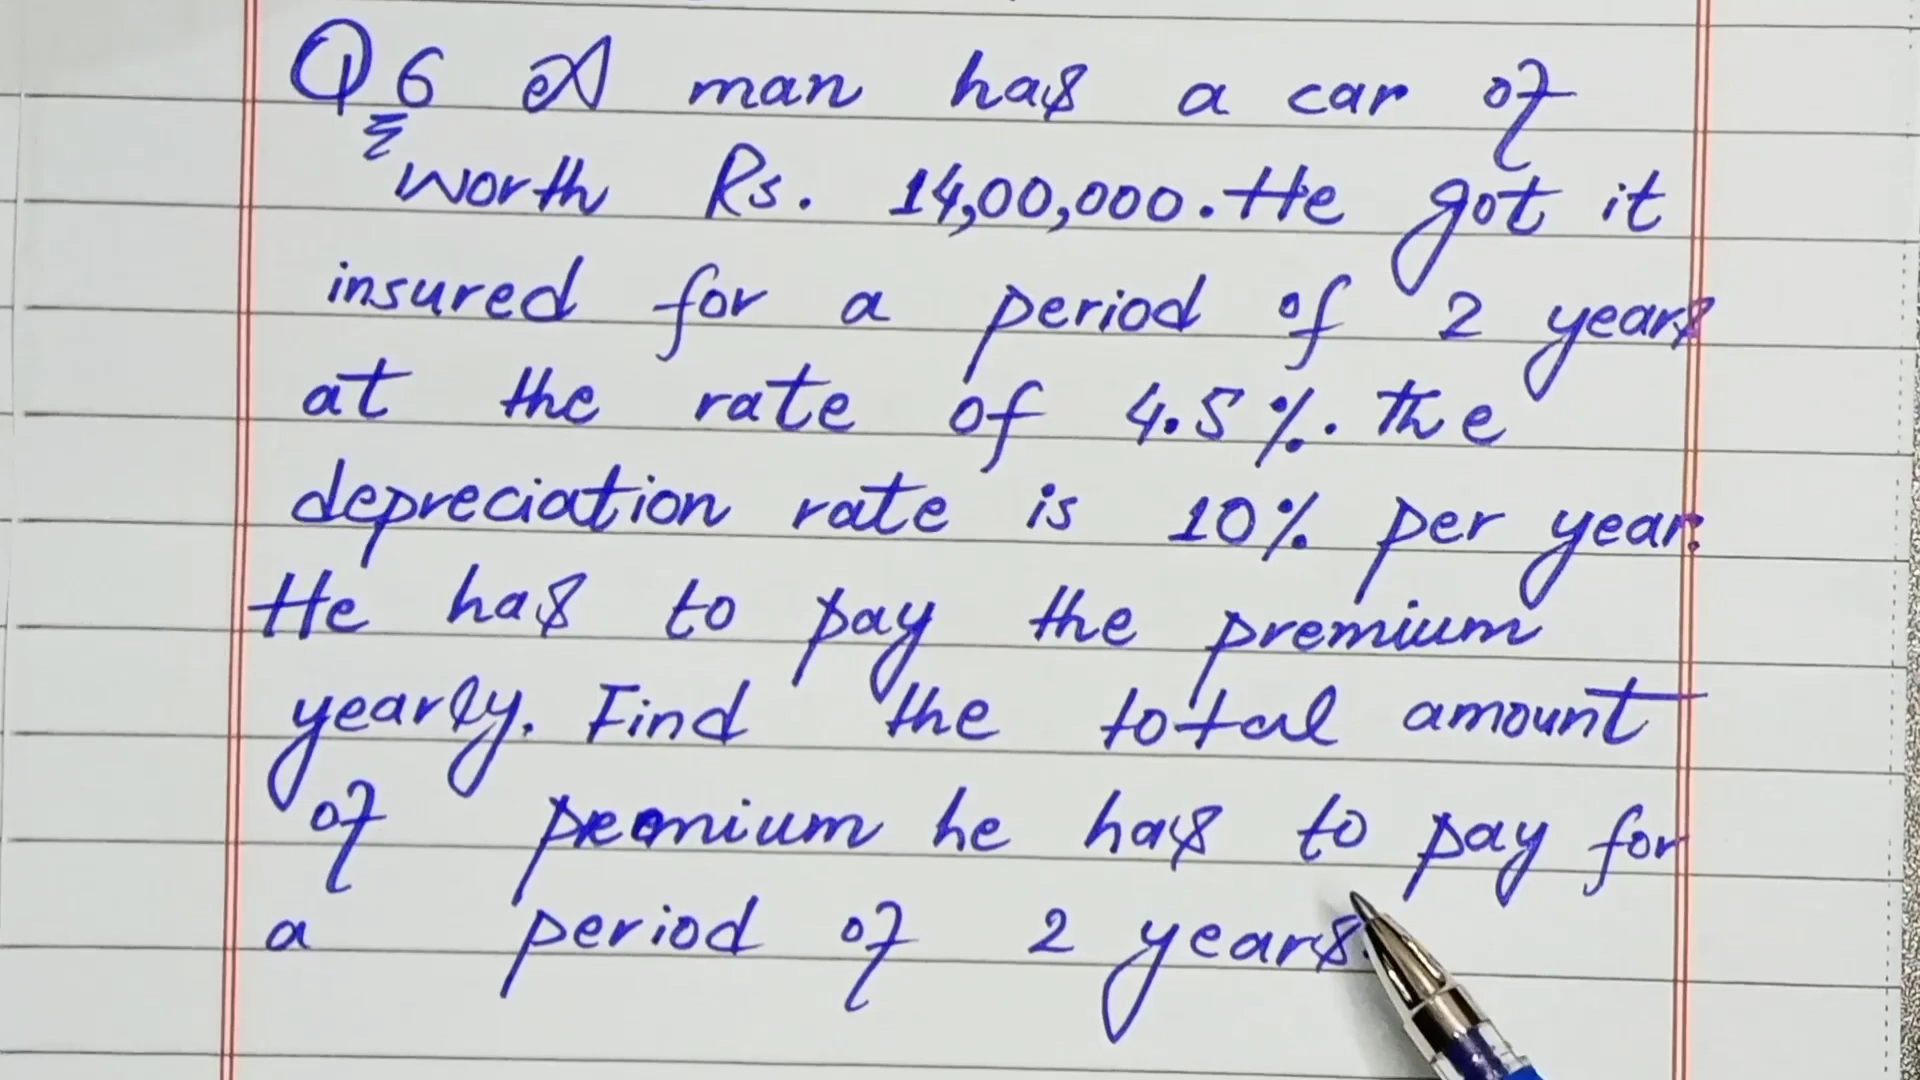 Q6 A man has a car of
worth Rs. 14,00,000. He got it
insured for a period of 2 years
at the rate of 4.5%. The
depreciation rate is 10% per year.
He has to pay the premium
yearly. Find the total amount
of premium he has to pay for
a period of 2 years.